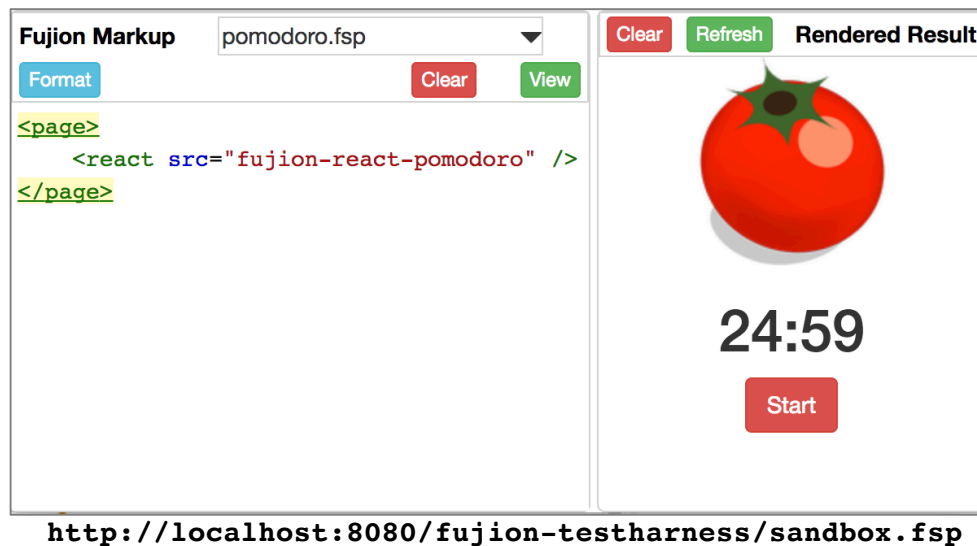 Fujion Markup pomodoro.fsp
Format Clear View
<page>
    <react src="fujion-react-pomodoro" />
</page>
Clear Refresh Rendered Result
24:59
Start
http://localhost:8080/fujion-testharness/sandbox.fsp